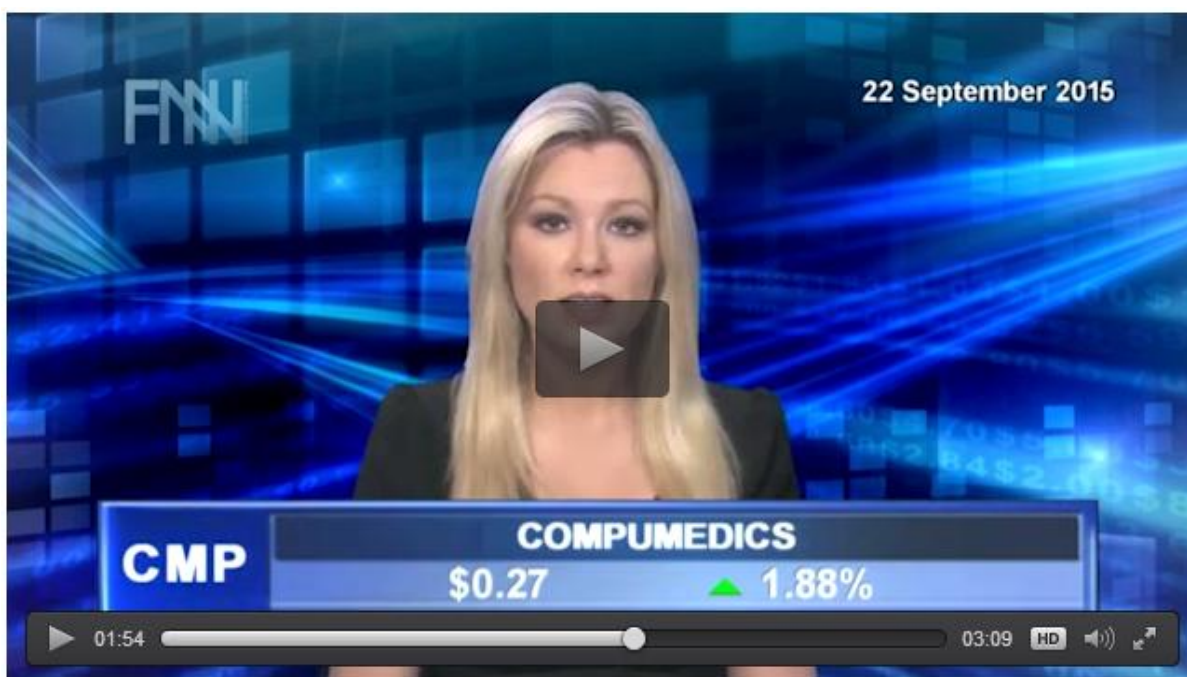 FNN
22 September 2015
CMP
COMPUMEDICS
$0.27 1.88%
01:54 03:09 HD